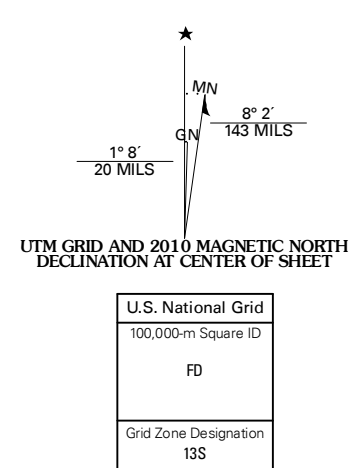 ★
MN
GN
8° 2´
143 MILS
1° 8´
20 MILS
UTM GRID AND 2010 MAGNETIC NORTH
DECLINATION AT CENTER OF SHEET
U.S. National Grid
100,000-m Square ID
FD
Grid Zone Designation
13S